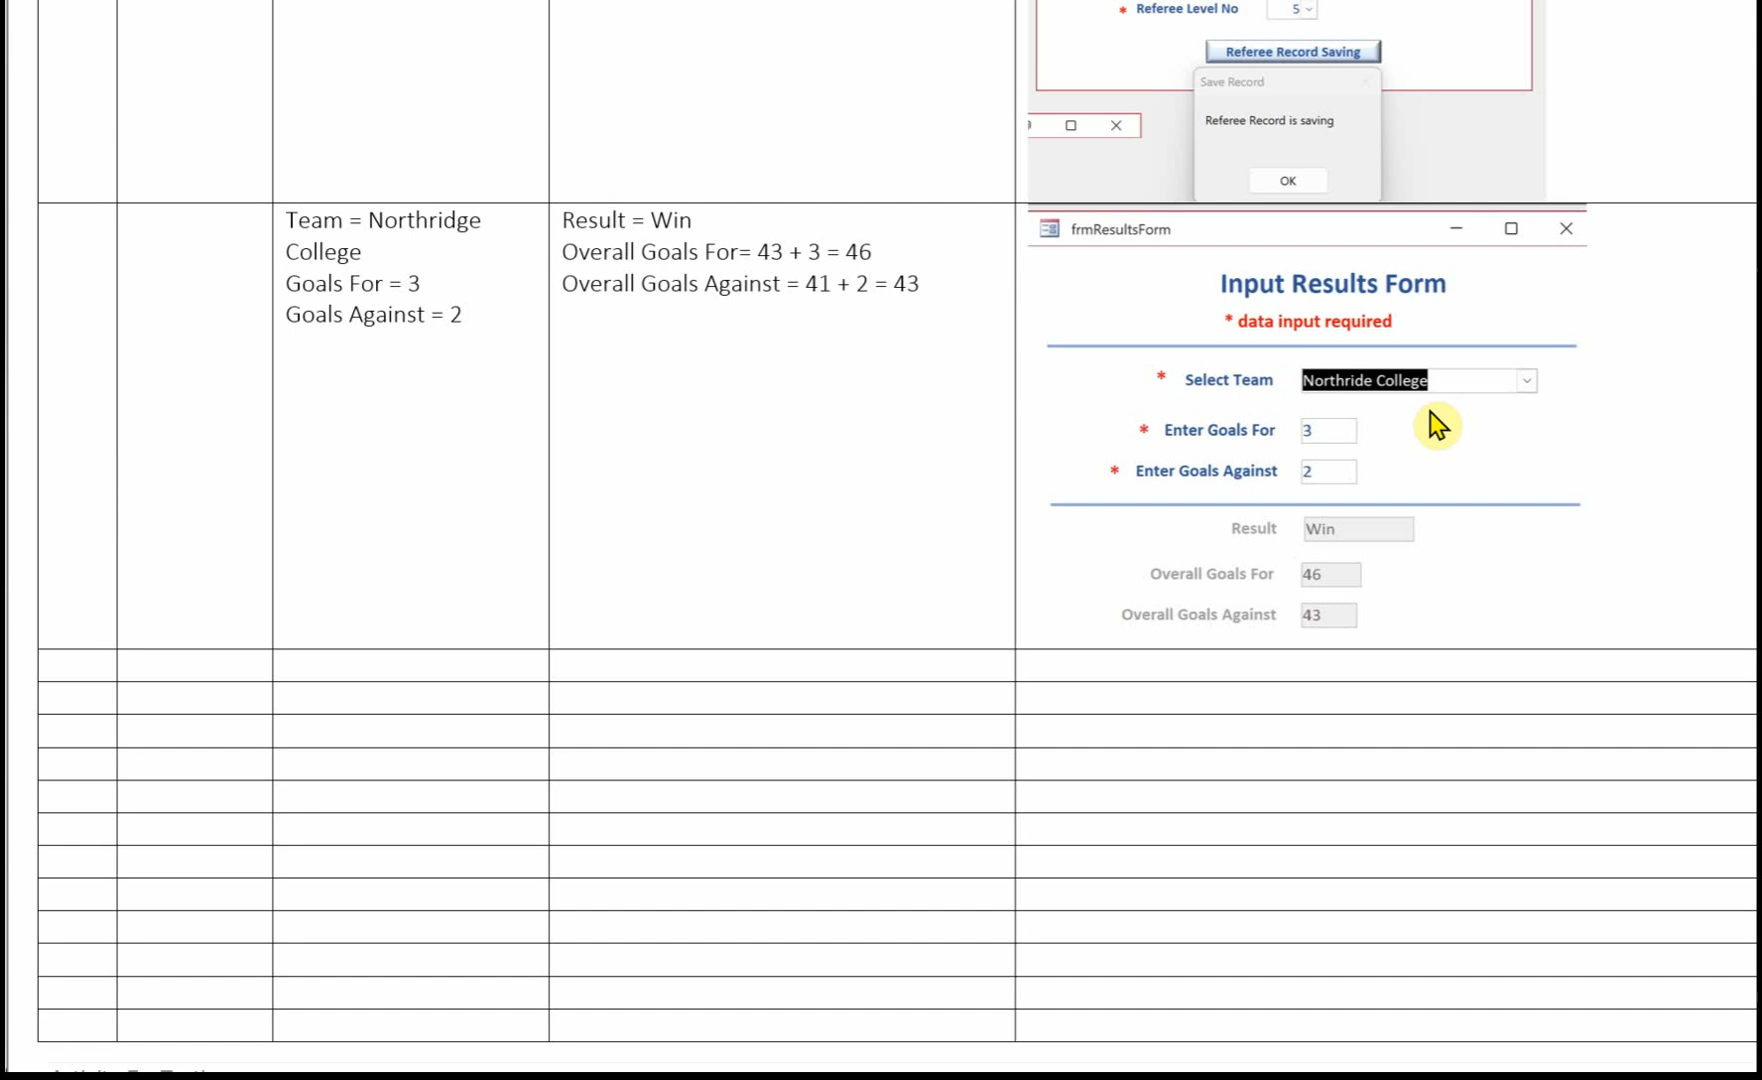 * Referee Level No 5
Referee Record Saving
Save Record
Referee Record is saving
OK
Team = Northridge
College
Goals For = 3
Goals Against = 2
Result = Win
Overall Goals For= 43 + 3 = 46
Overall Goals Against = 41 + 2 = 43
frmResultsForm
Input Results Form
* data input required
* Select Team Northride College
* Enter Goals For 3
* Enter Goals Against 2
Result Win
Overall Goals For 46
Overall Goals Against 43